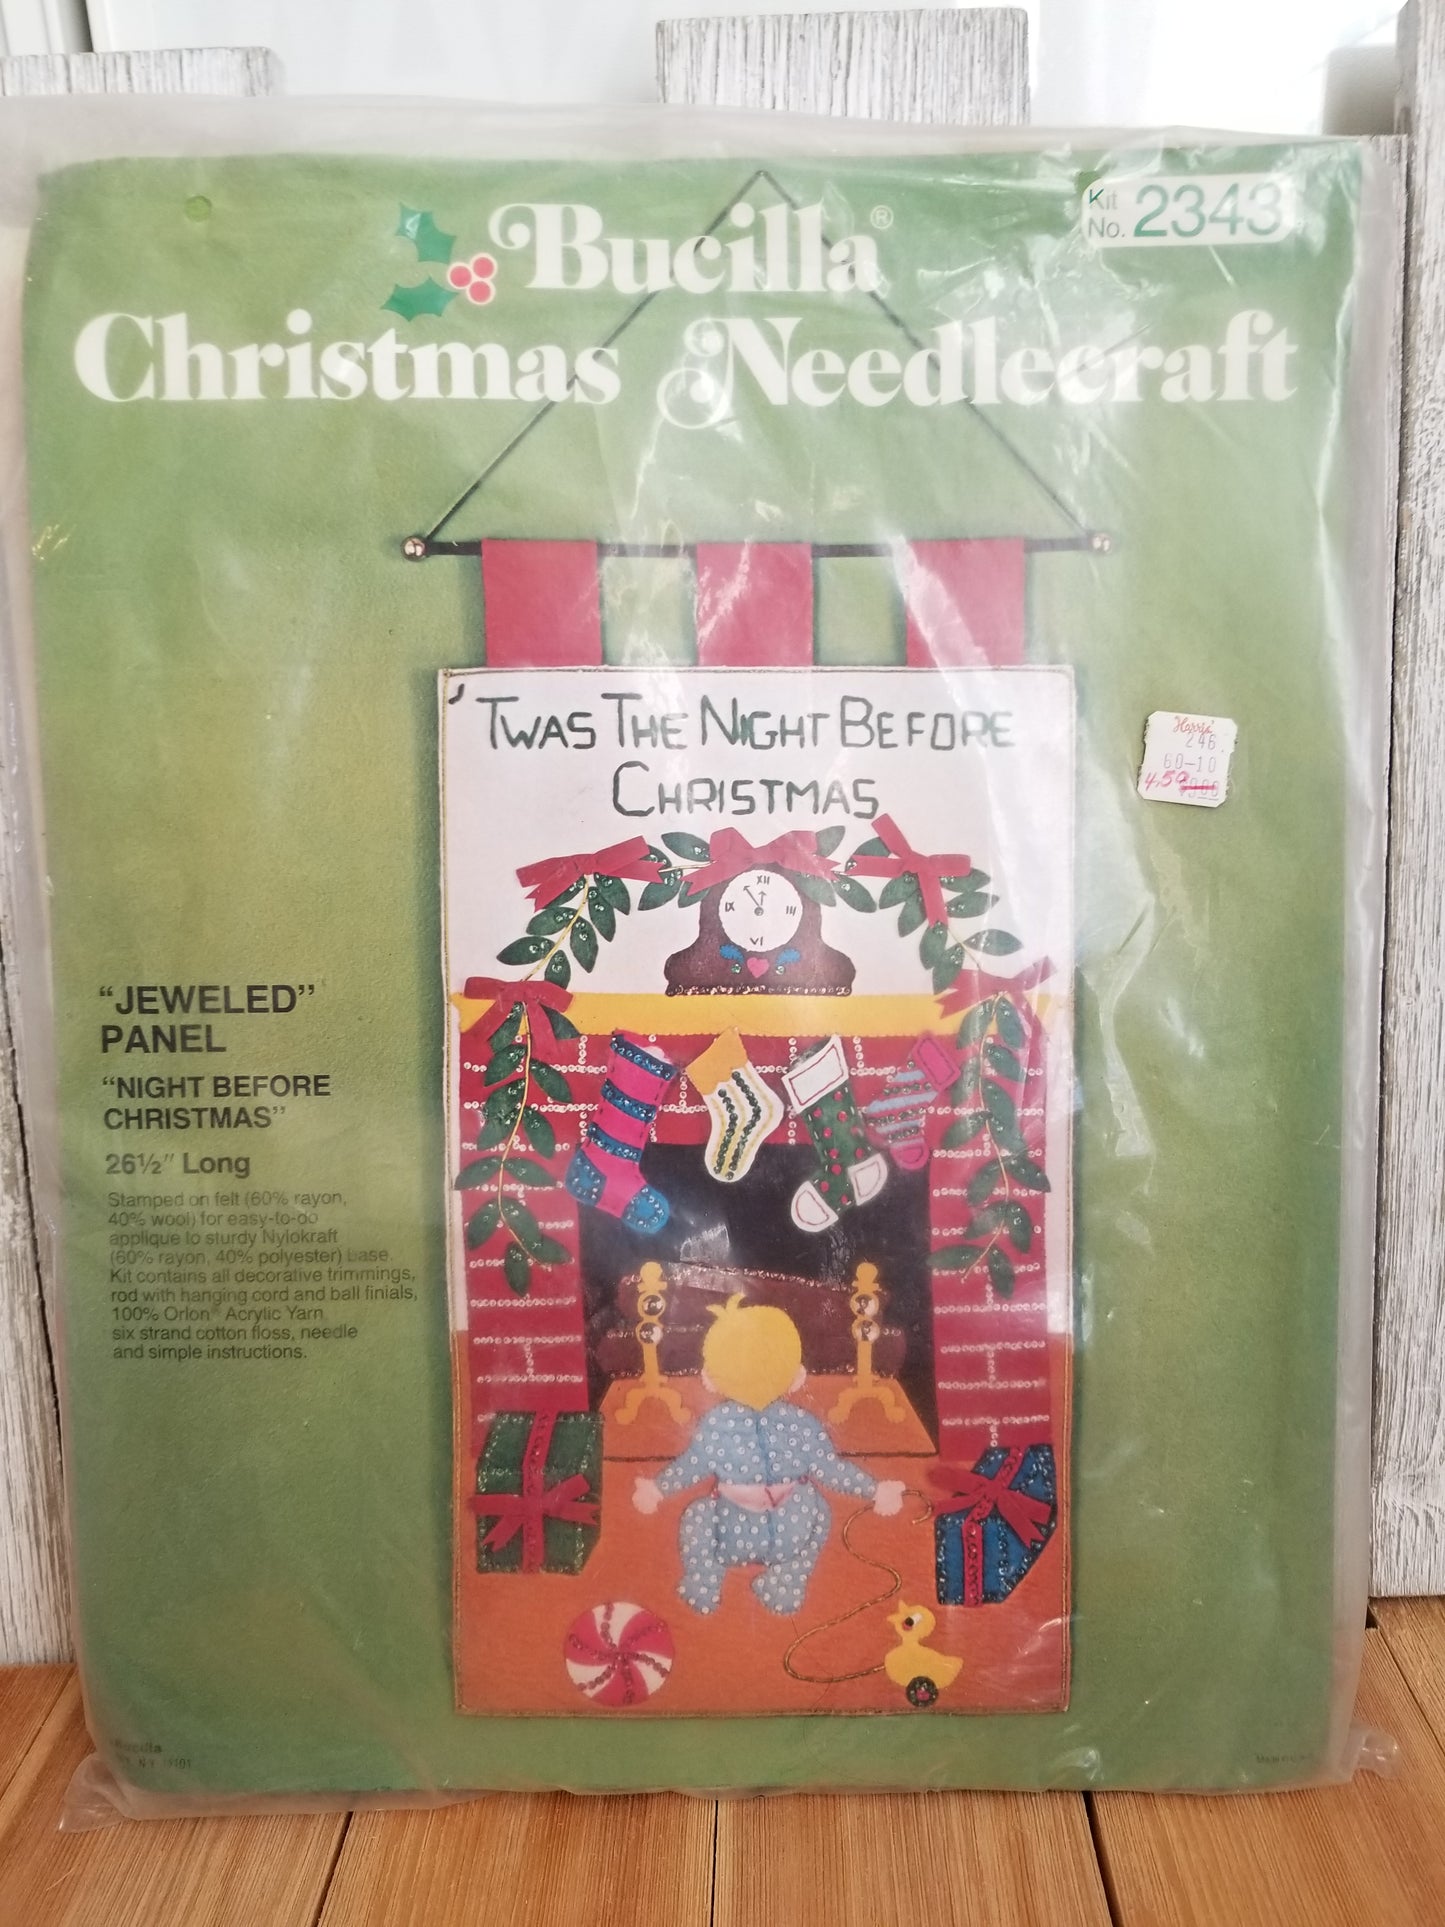 Bucilla®
Christmas Needlecraft
Kit
No. 2343
'TWAS THE NIGHT BEFORE
CHRISTMAS
XII
IX III
VI
Harris'
246
60-10
4.50
"JEWELED"
PANEL
"NIGHT BEFORE
CHRISTMAS"
26½" Long
Stamped on felt (60% rayon,
40% wool) for easy-to-do
applique to sturdy Nylokraft
(60% rayon, 40% polyester) base.
Kit contains all decorative trimmings,
rod with hanging cord and ball finials,
100% Orlon® Acrylic Yarn
six strand cotton floss, needle
and simple instructions.
Bucilla